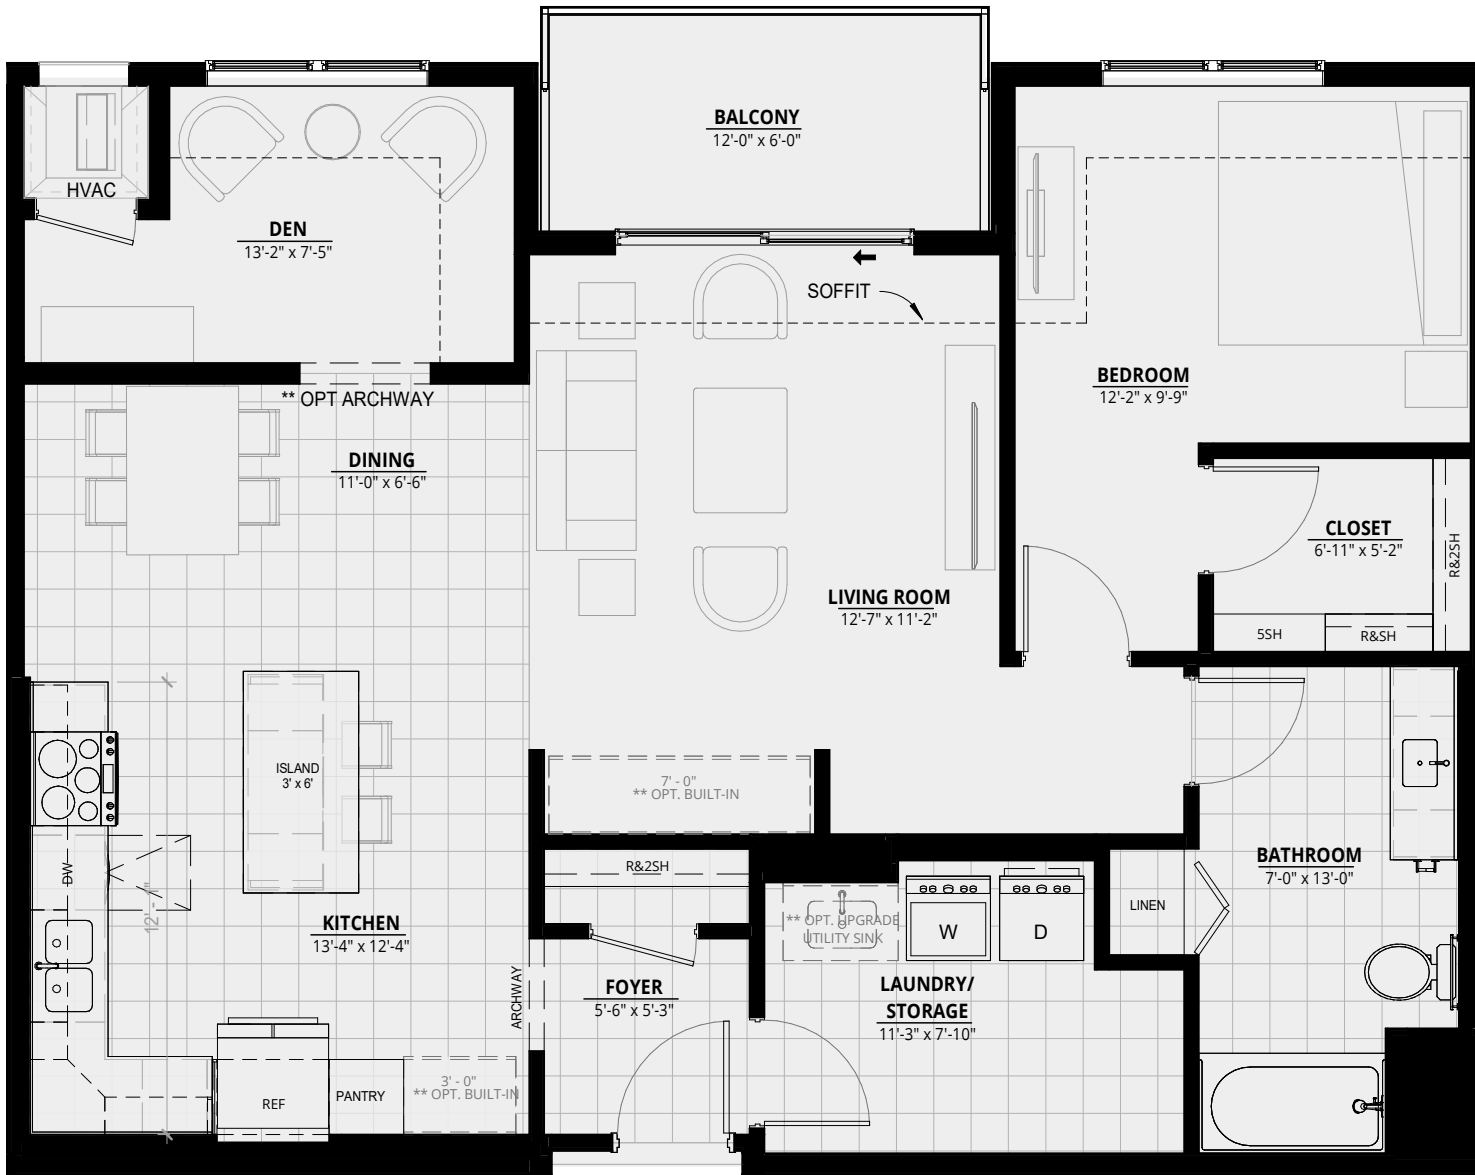 BALCONY
12'-0" x 6'-0"
HVAC
DEN
13'-2" x 7'-5"
SOFFIT
** OPT ARCHWAY
BEDROOM
12'-2" x 9'-9"
DINING
11'-0" x 6'-6"
CLOSET
6'-11" x 5'-2"
R&2SH
5SH
R&SH
LIVING ROOM
12'-7" x 11'-2"
ISLAND
3' x 6'
7' - 0"
** OPT. BUILT-IN
DW
12' - 4"
KITCHEN
13'-4" x 12'-4"
R&2SH
BATHROOM
7'-0" x 13'-0"
LINEN
** OPT. UPGRADE
UTILITY SINK
W
D
ARCHWAY
FOYER
5'-6" x 5'-3"
LAUNDRY/
STORAGE
11'-3" x 7'-10"
REF
PANTRY
3' - 0"
** OPT. BUILT-IN